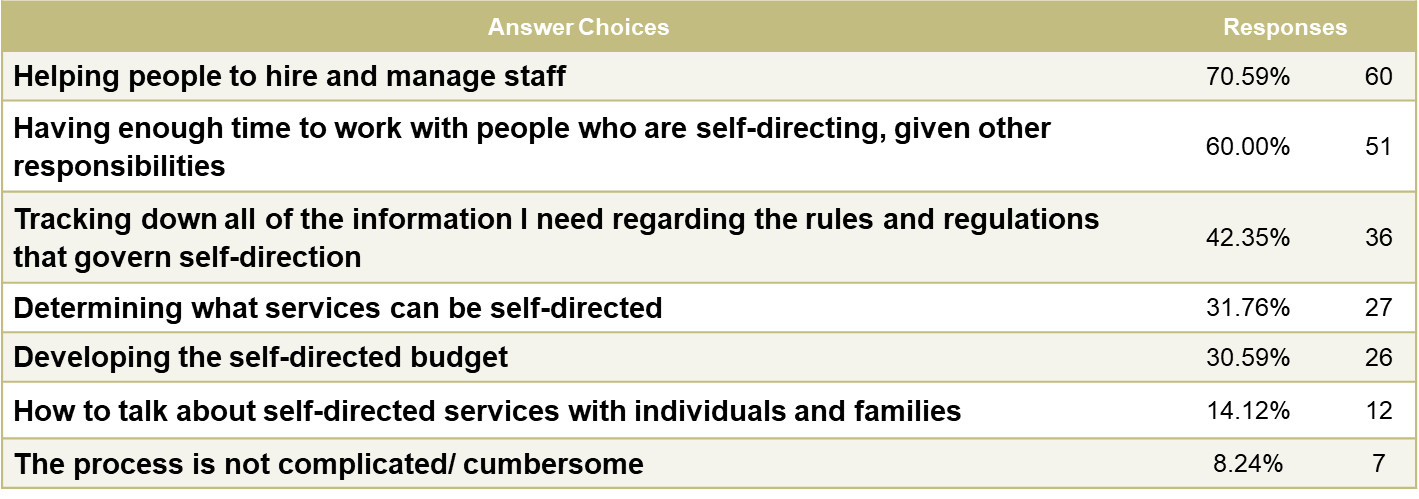 Answer Choices Responses
Helping people to hire and manage staff 70.59% 60
Having enough time to work with people who are self-directing, given other
responsibilities 60.00% 51
Tracking down all of the information I need regarding the rules and regulations
that govern self-direction 42.35% 36
Determining what services can be self-directed 31.76% 27
Developing the self-directed budget 30.59% 26
How to talk about self-directed services with individuals and families 14.12% 12
The process is not complicated/ cumbersome 8.24% 7